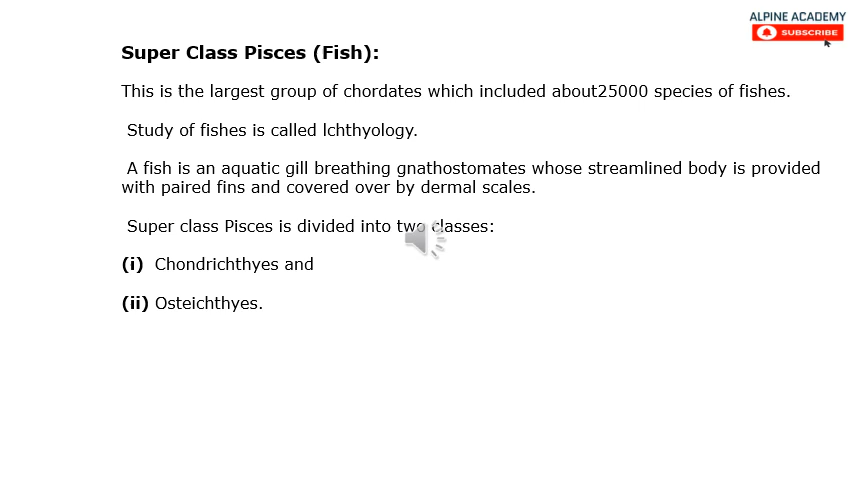 ALPINE ACADEMY
SUBSCRIBE
Super Class Pisces (Fish):
This is the largest group of chordates which included about25000 species of fishes.
Study of fishes is called lchthyology.
A fish is an aquatic gill breathing gnathostomates whose streamlined body is provided
with paired fins and covered over by dermal scales.
Super class Pisces is divided into two classes:
(i) Chondrichthyes and
(ii) Osteichthyes.